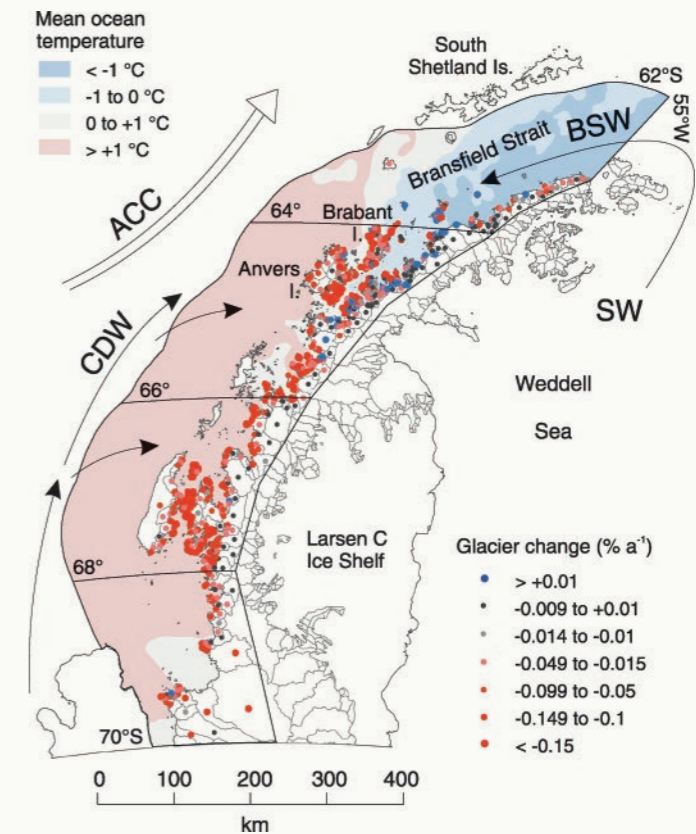 Mean ocean
temperature
< -1 °C
-1 to 0 °C
0 to +1 °C
> +1 °C
South
Shetland Is.
62°S
55°W
BSW
Bransfield Strait
ACC
64°
Brabant
I.
Anvers
I.
SW
CDW
66°
Weddell
Sea
68°
Larsen C
Ice Shelf
Glacier change (% a⁻¹)
> +0.01
-0.009 to +0.01
-0.014 to -0.01
-0.049 to -0.015
-0.099 to -0.05
-0.149 to -0.1
< -0.15
70°S
0 100 200 300 400
km